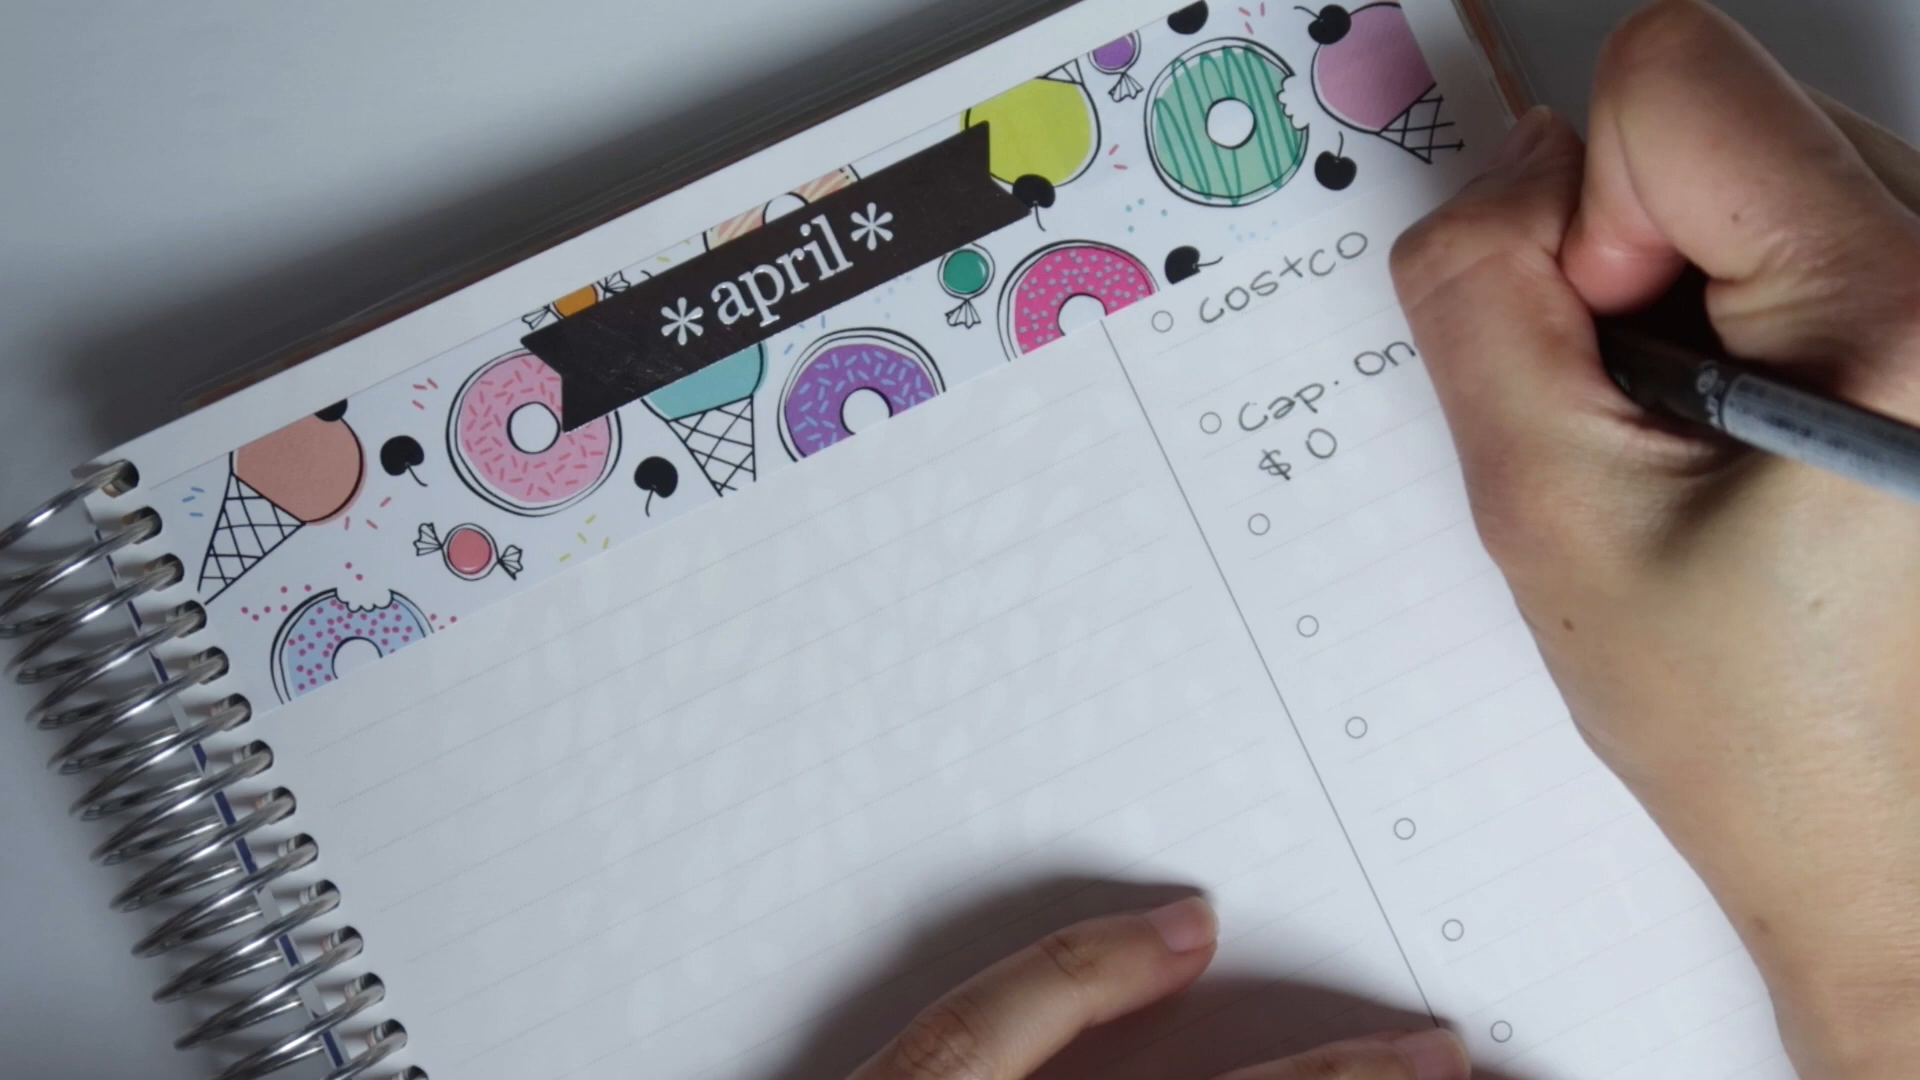 *april*
costco
cap. on
$0